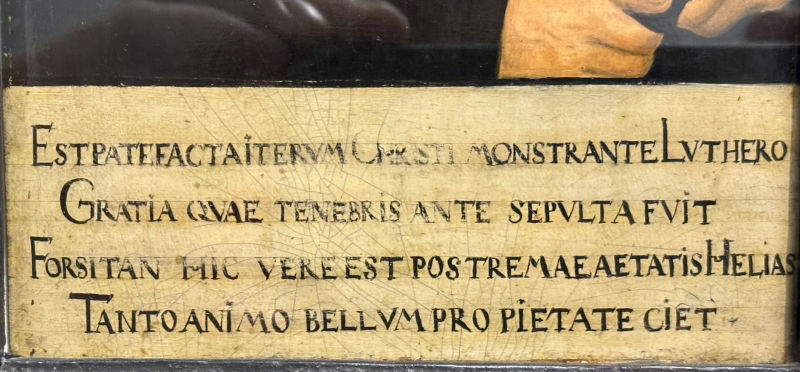 EST PATEFACTA ITERVM CHRISTI MONSTRANTE LVTHERO
GRATIA QVAE TENEBRIS ANTE SEPVLTA FVIT
FORSITAN HIC VERE EST POSTREMAE AETATIS HELIAS
TANTO ANIMO BELLVM PRO PIETATE CIET